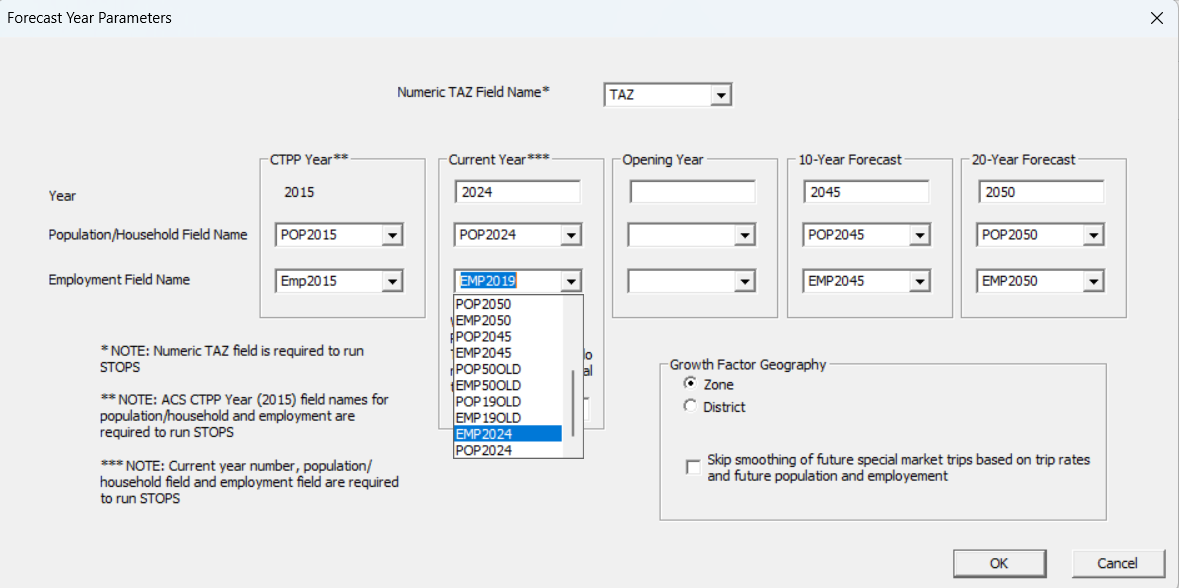 Forecast Year Parameters
Numeric TAZ Field Name*
TAZ
CTPP Year**
Current Year***
Opening Year
10-Year Forecast
20-Year Forecast
Year
2015
2024
2045
2050
Population/Household Field Name
POP2015
POP2024
POP2045
POP2050
Employment Field Name
Emp2015
EMP2019
EMP2045
EMP2050
POP2050
EMP2050
POP2045
EMP2045
POP50OLD
EMP50OLD
POP19OLD
EMP19OLD
EMP2024
POP2024
* NOTE: Numeric TAZ field is required to run
STOPS
** NOTE: ACS CTPP Year (2015) field names for
population/household and employment are
required to run STOPS
*** NOTE: Current year number, population/
household field and employment field are required
to run STOPS
Growth Factor Geography
Zone
District
Skip smoothing of future special market trips based on trip rates
and future population and employement
OK
Cancel